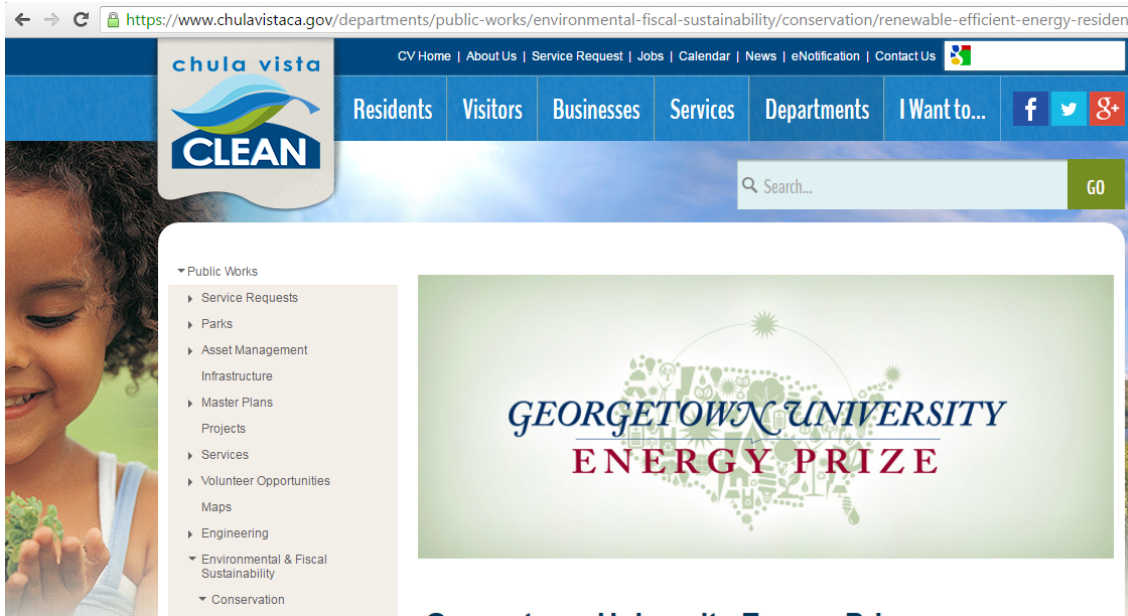 https://www.chulavistaca.gov/departments/public-works/environmental-fiscal-sustainability/conservation/renewable-efficient-energy-residen
chula vista
CLEAN
CV Home | About Us | Service Request | Jobs | Calendar | News | eNotification | Contact Us
Residents Visitors Businesses Services Departments I Want to... f g+
Search... GO
Public Works
Service Requests
Parks
Asset Management
Infrastructure
Master Plans
Projects
Services
Volunteer Opportunities
Maps
Engineering
Environmental & Fiscal
Sustainability
Conservation
GEORGETOWN UNIVERSITY
ENERGY PRIZE